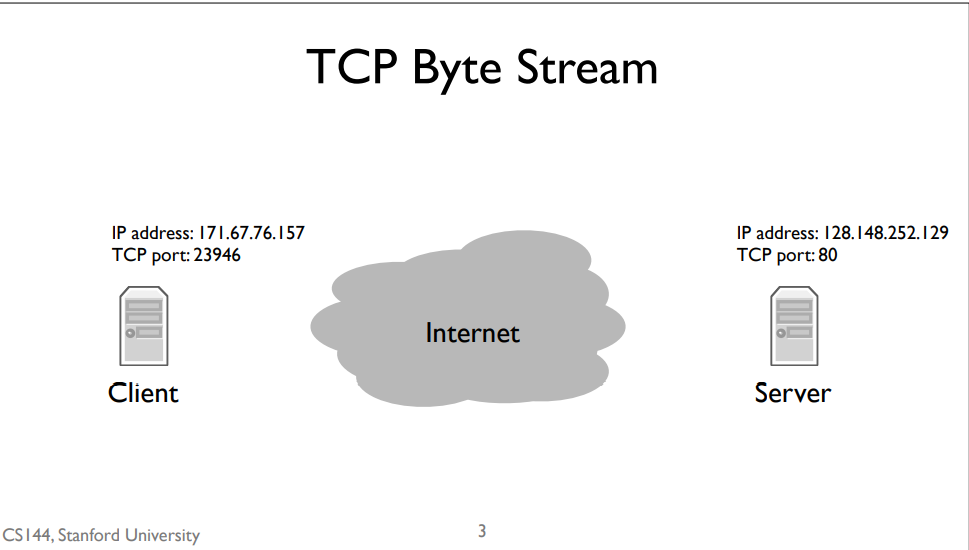 TCP Byte Stream
IP address: 171.67.76.157
TCP port: 23946
IP address: 128.148.252.129
TCP port: 80
Internet
Client
Server
CS144, Stanford University
3